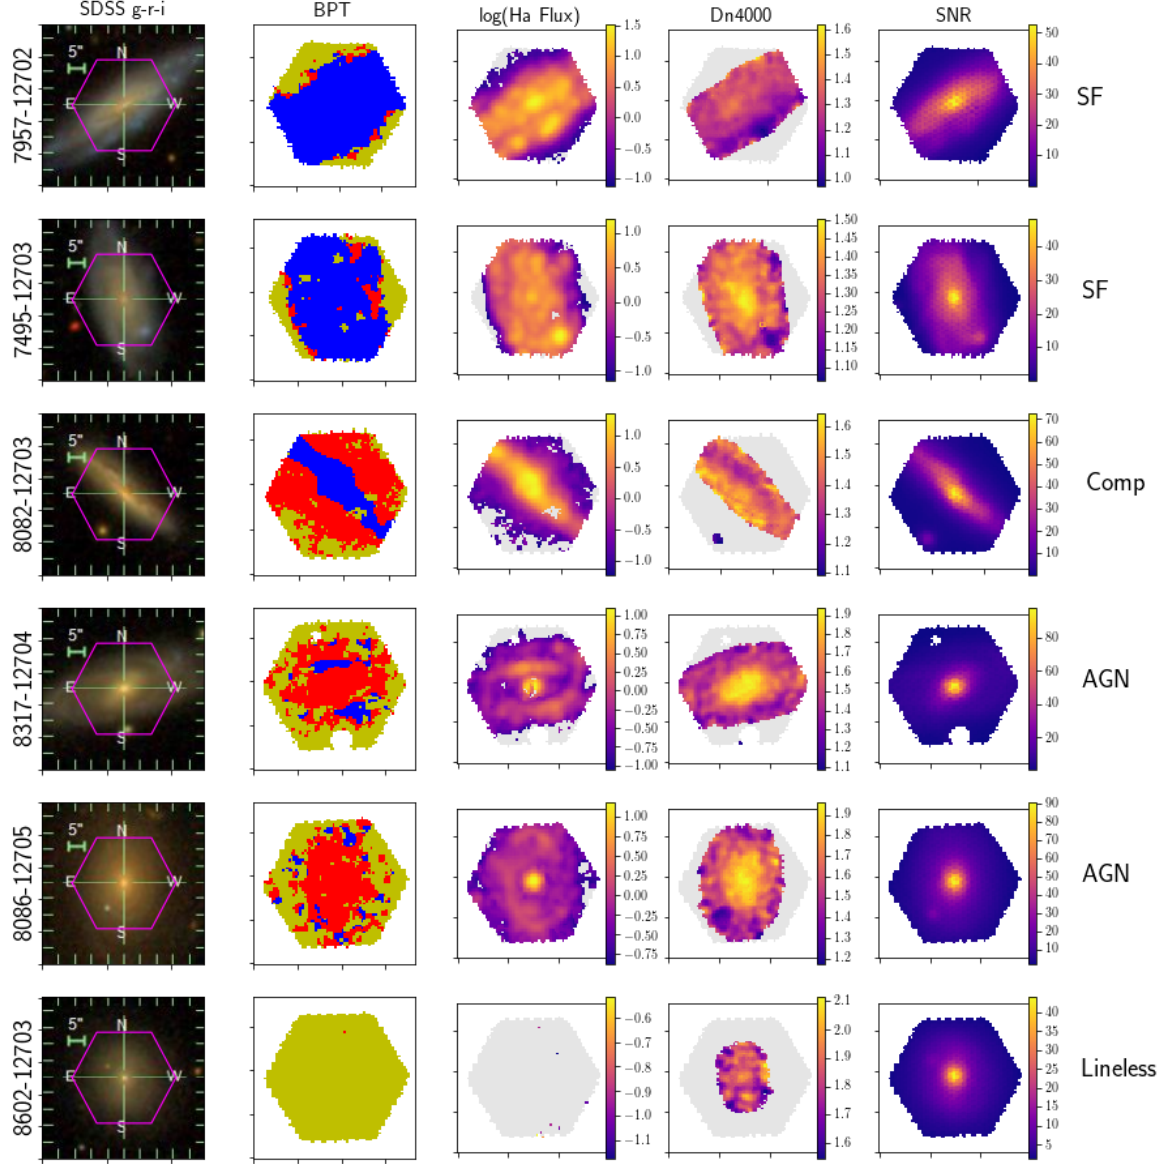 SDSS g-r-i BPT log(Ha Flux) Dn4000 SNR
7957-12702 5" N E W S 1.5 1.0 0.5 0.0 −0.5 −1.0 1.6 1.5 1.4 1.3 1.2 1.1 1.0 50 40 30 20 10 SF
7495-12703 5" N E W S 1.0 0.5 0.0 −0.5 −1.0 1.50 1.45 1.40 1.35 1.30 1.25 1.20 1.15 1.10 40 30 20 10 SF
8082-12703 5" N E W S 1.0 0.5 0.0 −0.5 −1.0 1.6 1.5 1.4 1.3 1.2 1.1 70 60 50 40 30 20 10 Comp
8317-12704 5" N E W S 1.00 0.75 0.50 0.25 0.00 −0.25 −0.50 −0.75 −1.00 1.9 1.8 1.7 1.6 1.5 1.4 1.3 1.2 1.1 80 60 40 20 AGN
8086-12705 5" N E W S 1.00 0.75 0.50 0.25 0.00 −0.25 −0.50 −0.75 1.9 1.8 1.7 1.6 1.5 1.4 1.3 1.2 90 80 70 60 50 40 30 20 10 AGN
8602-12703 5" N E W S −0.6 −0.7 −0.8 −0.9 −1.0 −1.1 2.1 2.0 1.9 1.8 1.7 1.6 40 35 30 25 20 15 10 5 Lineless